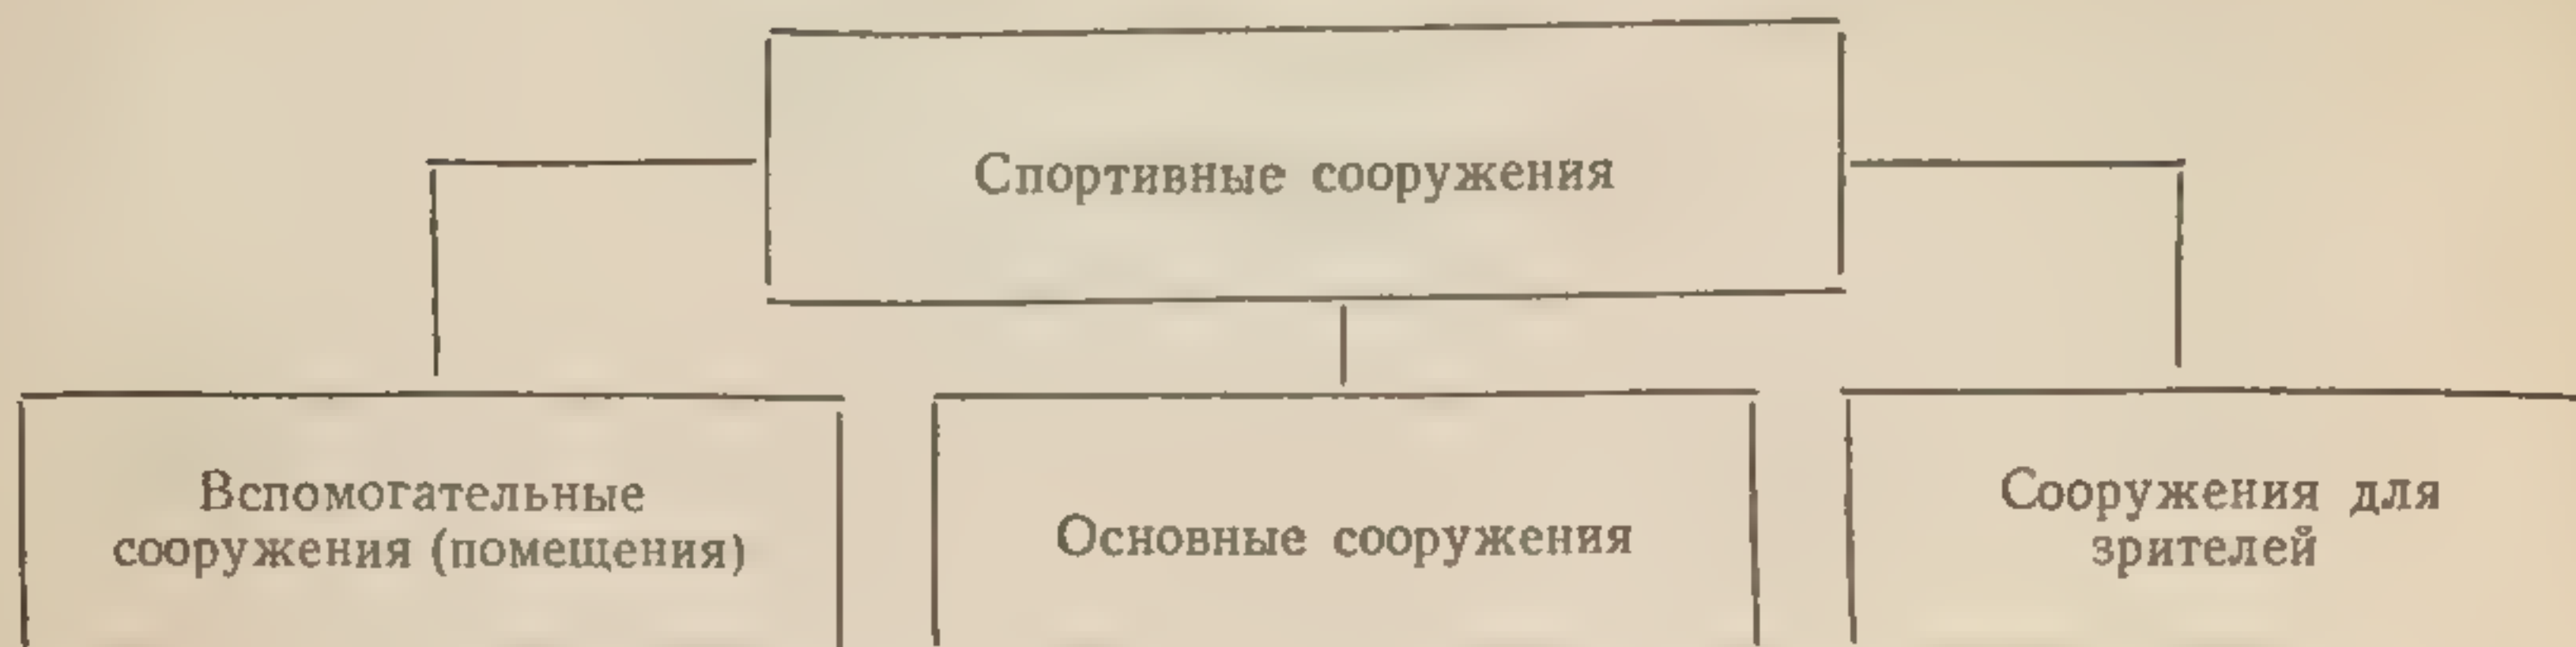 Спортивные сооружения
Вспомогательные
сооружения (помещения)
Основные сооружения
Сооружения для
зрителей